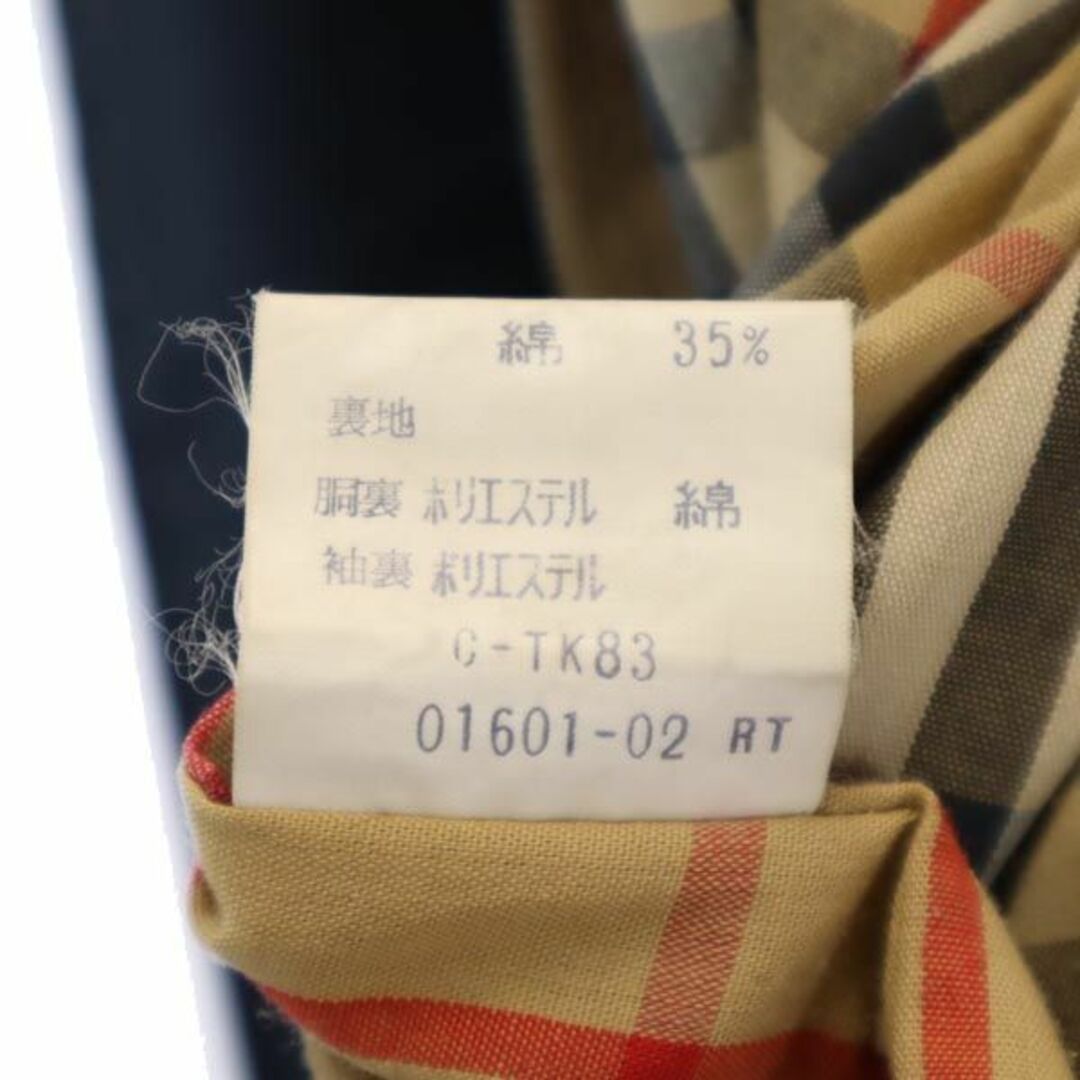 綿 35%
裏地
胴裏 ポリエステル 綿
袖裏 ポリエステル
C-TK83
01601-02 RT